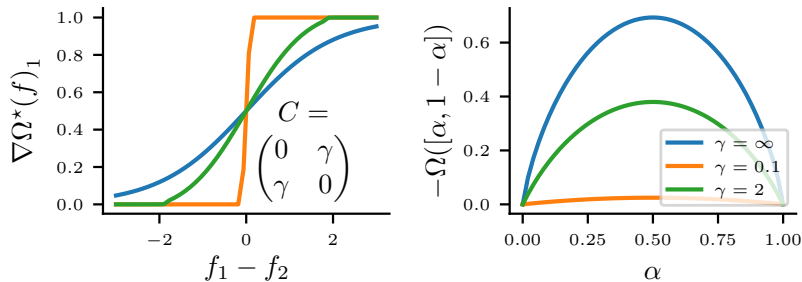 1.0
0.8
0.6
0.4
0.2
0.0
−2
0
2
∇Ω*(f)₁
f₁ − f₂
C =
(0 γ)
(γ 0)
0.6
0.4
0.2
0.0
0.00
0.25
0.50
0.75
1.00
−Ω([α, 1 − α])
α
γ = ∞
γ = 0.1
γ = 2